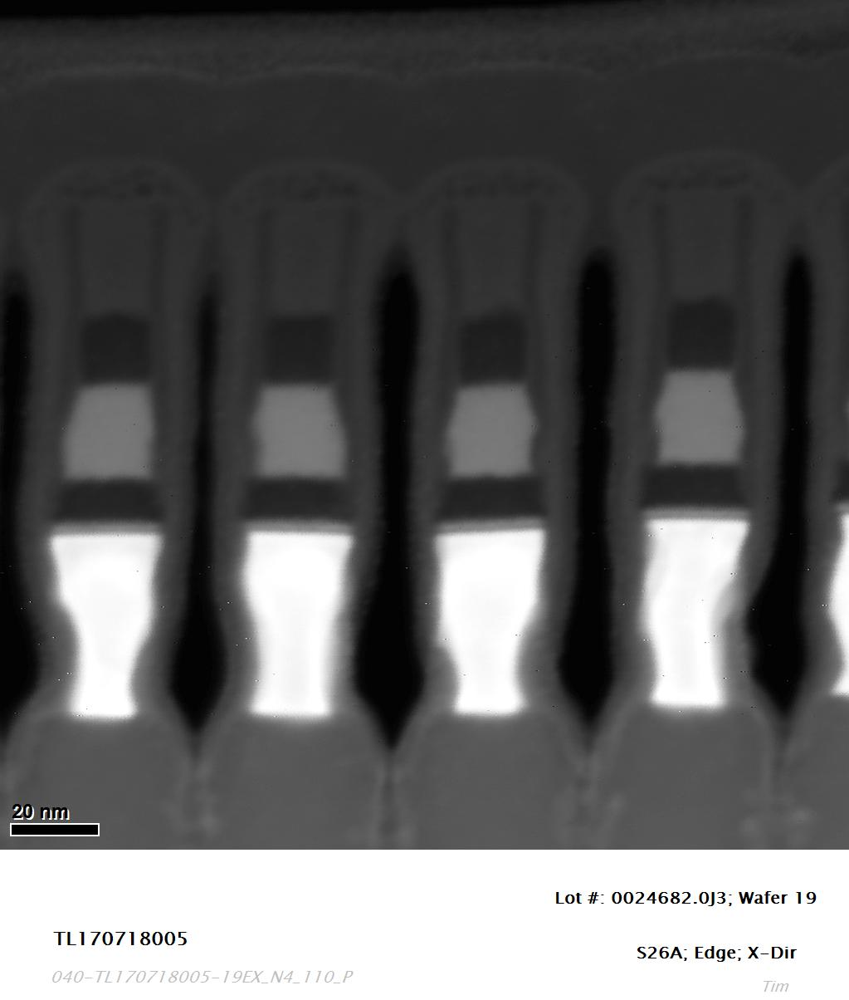 20 nm
Lot #: 0024682.0J3; Wafer 19
TL170718005
S26A; Edge; X-Dir
040-TL170718005-19EX_N4_110_P
Tim